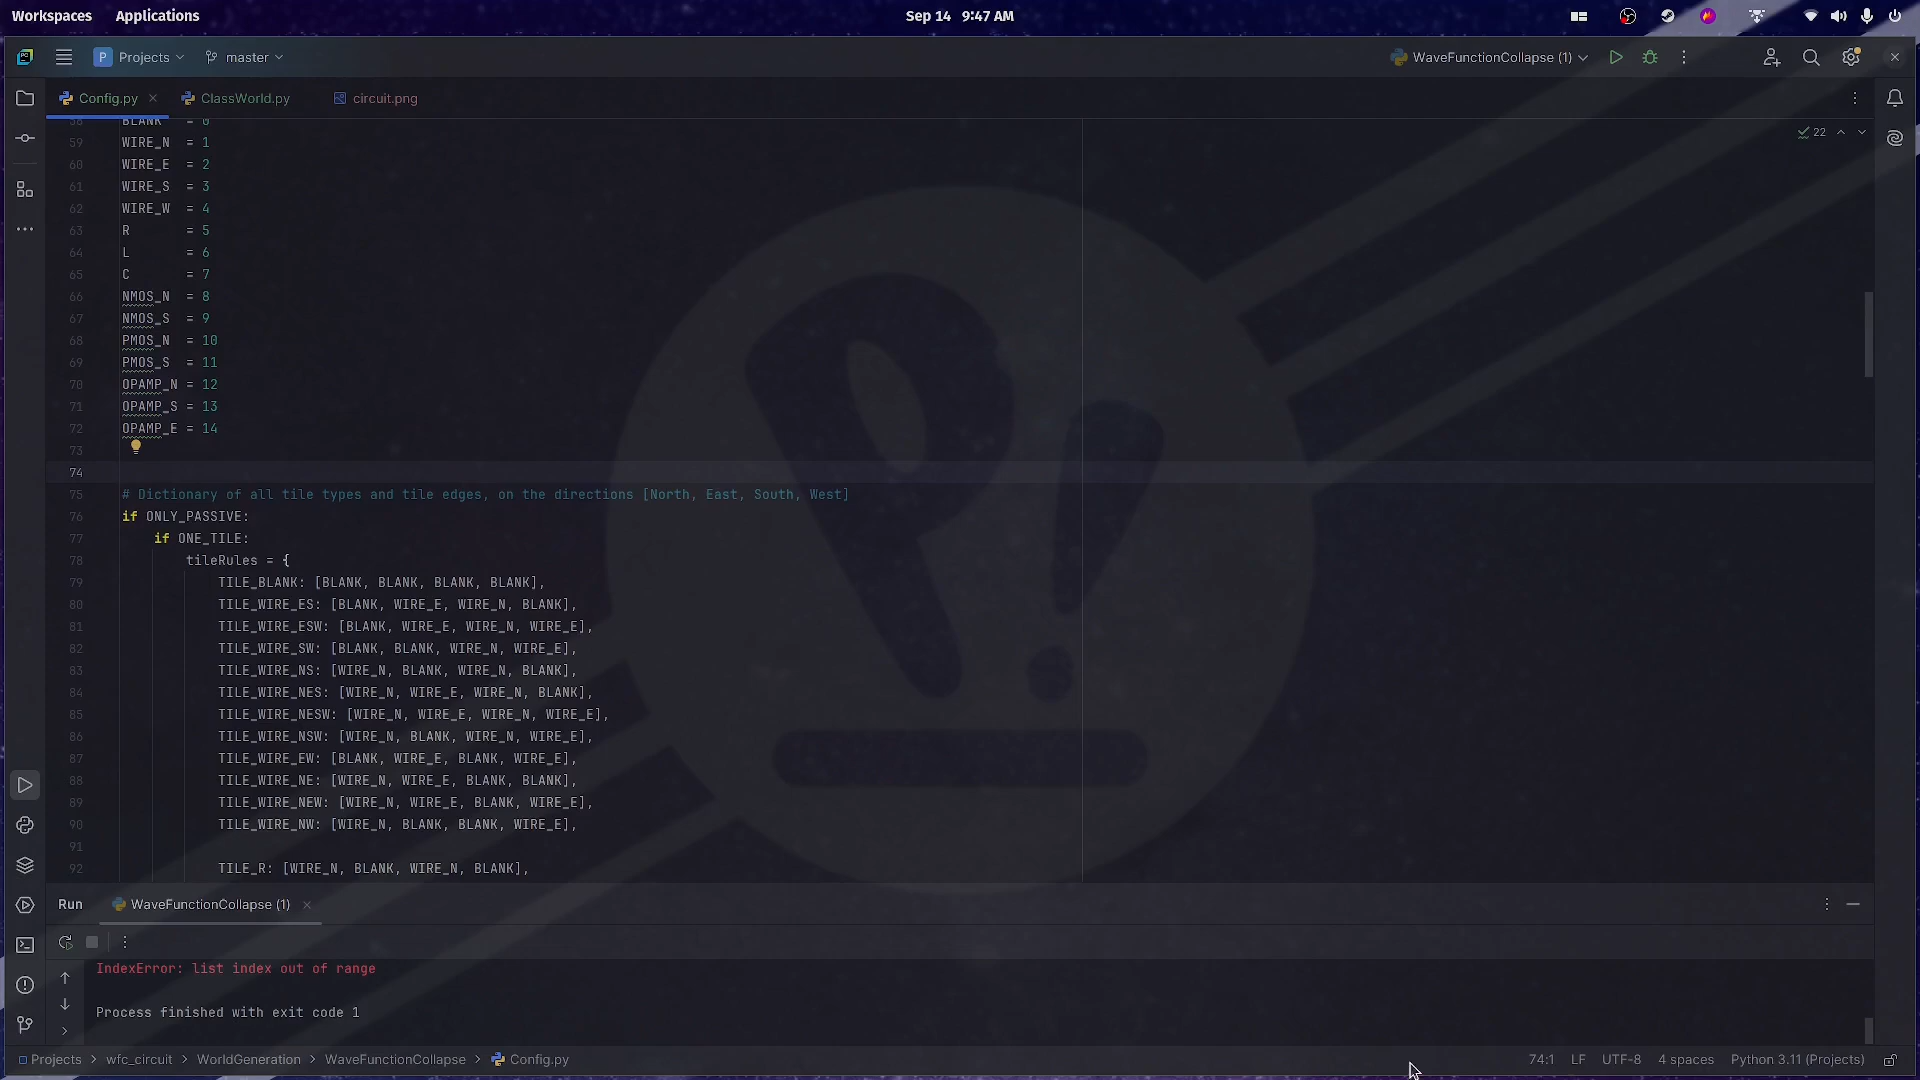 Workspaces Applications Sep 14 9:47 AM
P Projects master WaveFunctionCollapse (1)
Config.py ClassWorld.py circuit.png
58 BLANK = 0
22
59 WIRE_N = 1
60 WIRE_E = 2
61 WIRE_S = 3
62 WIRE_W = 4
63 R = 5
64 L = 6
65 C = 7
66 NMOS_N = 8
67 NMOS_S = 9
68 PMOS_N = 10
69 PMOS_S = 11
70 OPAMP_N = 12
71 OPAMP_S = 13
72 OPAMP_E = 14
73
74
75 # Dictionary of all tile types and tile edges, on the directions [North, East, South, West]
76 if ONLY_PASSIVE:
77 if ONE_TILE:
78 tileRules = {
79 TILE_BLANK: [BLANK, BLANK, BLANK, BLANK],
80 TILE_WIRE_ES: [BLANK, WIRE_E, WIRE_N, BLANK],
81 TILE_WIRE_ESW: [BLANK, WIRE_E, WIRE_N, WIRE_E],
82 TILE_WIRE_SW: [BLANK, BLANK, WIRE_N, WIRE_E],
83 TILE_WIRE_NS: [WIRE_N, BLANK, WIRE_N, BLANK],
84 TILE_WIRE_NES: [WIRE_N, WIRE_E, WIRE_N, BLANK],
85 TILE_WIRE_NESW: [WIRE_N, WIRE_E, WIRE_N, WIRE_E],
86 TILE_WIRE_NSW: [WIRE_N, BLANK, WIRE_N, WIRE_E],
87 TILE_WIRE_EW: [BLANK, WIRE_E, BLANK, WIRE_E],
88 TILE_WIRE_NE: [WIRE_N, WIRE_E, BLANK, BLANK],
89 TILE_WIRE_NEW: [WIRE_N, WIRE_E, BLANK, WIRE_E],
90 TILE_WIRE_NW: [WIRE_N, BLANK, BLANK, WIRE_E],
91
92 TILE_R: [WIRE_N, BLANK, WIRE_N, BLANK],
Run WaveFunctionCollapse (1)
IndexError: list index out of range
Process finished with exit code 1
Projects > wfc_circuit > WorldGeneration > WaveFunctionCollapse > Config.py 74:1 LF UTF-8 4 spaces Python 3.11 (Projects)